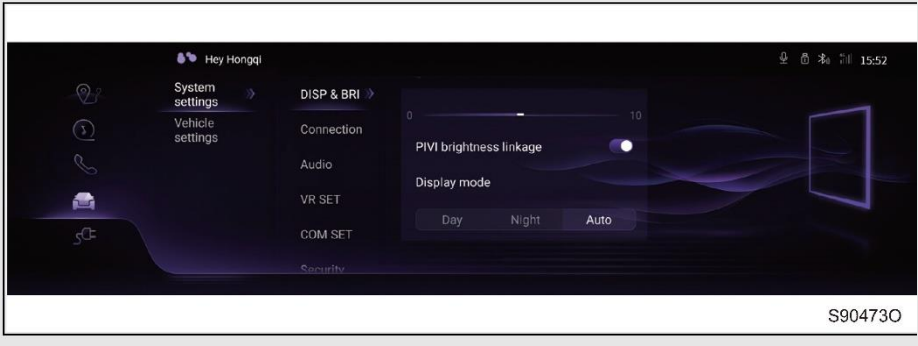 Hey Hongqi
15:52
System
settings
Vehicle
settings
DISP & BRI
Connection
Audio
VR SET
COM SET
Security
0 10
PIVI brightness linkage
Display mode
Day Night Auto
S90473O